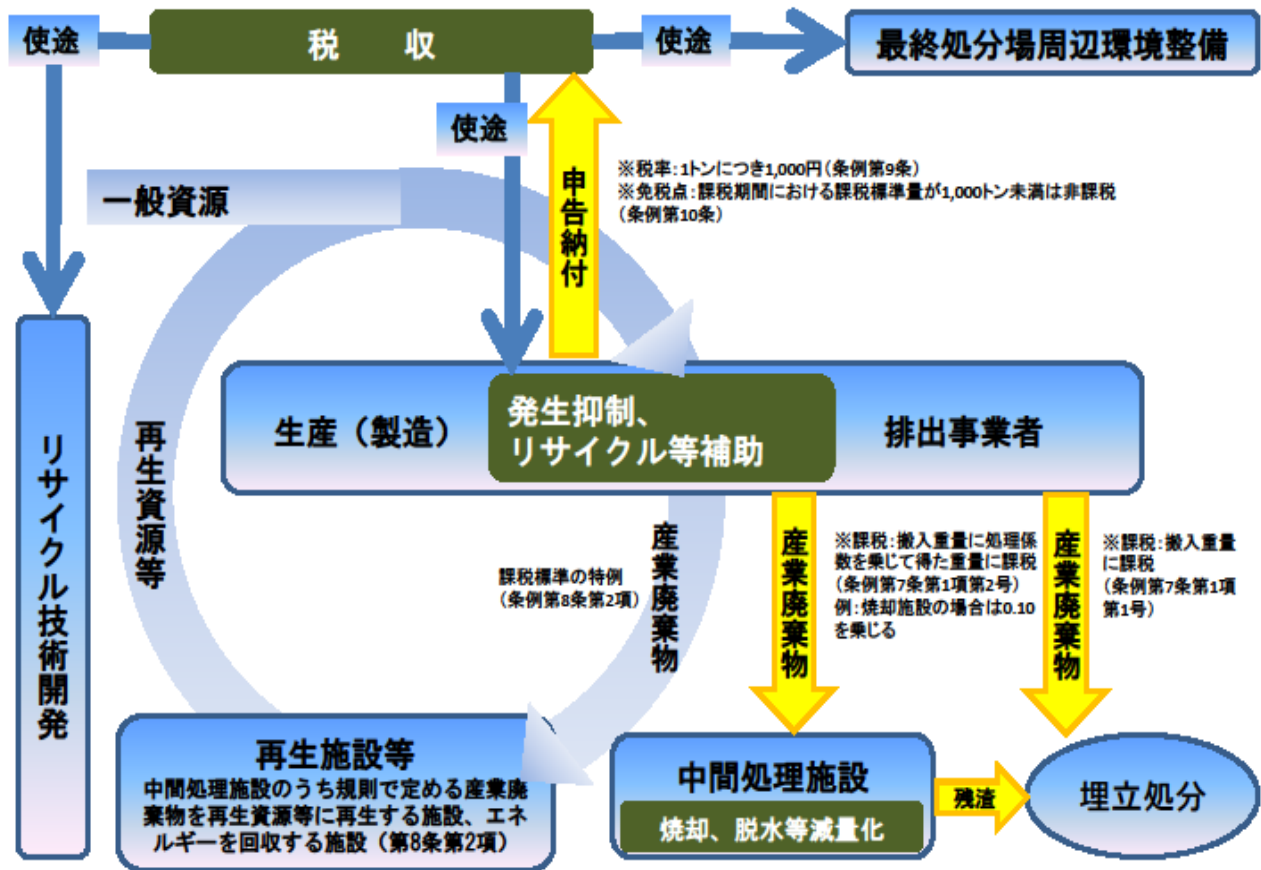 使途
税　　収
使途
最終処分場周辺環境整備
使途
申告納付
※税率：1トンにつき1,000円（条例第9条）
※免税点：課税期間における課税標準量が1,000トン未満は非課税
（条例第10条）
一般資源
リサイクル技術開発
再生資源等
生産（製造）
発生抑制、
リサイクル等補助
排出事業者
課税標準の特例
（条例第8条第2項）
産業廃棄物
産業廃棄物
※課税：搬入重量に処理係
数を乗じて得た重量に課税
（条例第7条第1項第2号）
例：焼却施設の場合は0.10
を乗じる
産業廃棄物
※課税：搬入重量
に課税
（条例第7条第1項
第1号）
再生施設等
中間処理施設のうち規則で定める産業廃
棄物を再生資源等に再生する施設、エネ
ルギーを回収する施設（第8条第2項）
中間処理施設
焼却、脱水等減量化
残渣
埋立処分